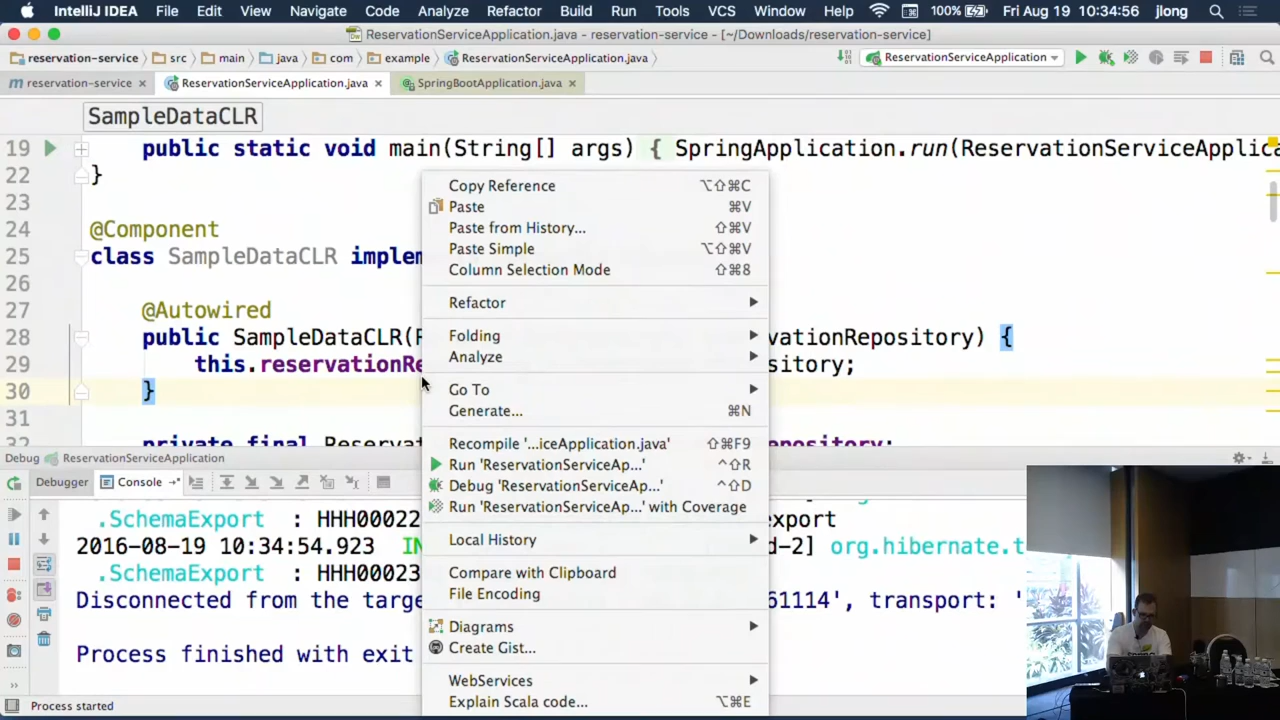 IntelliJ IDEA File Edit View Navigate Code Analyze Refactor Build Run Tools VCS Window Help 100% Fri Aug 19 10:34:56 jlong
ReservationServiceApplication.java - reservation-service - [~/Downloads/reservation-service]
reservation-service src main java com example ReservationServiceApplication.java ReservationServiceApplication
m reservation-service ReservationServiceApplication.java SpringBootApplication.java
SampleDataCLR
19 public static void main(String[] args) { SpringApplication.run(ReservationServiceApplica
22 }
23
24 @Component
25 class SampleDataCLR implem
26
27 @Autowired
28 public SampleDataCLR(R vationRepository) {
29 this.reservationRe sitory;
30 }
31
32 private final Reserva epository;
Copy Reference ⌥⇧⌘C
Paste ⌘V
Paste from History... ⇧⌘V
Paste Simple ⌥⇧⌘V
Column Selection Mode ⇧⌘8
Refactor
Folding
Analyze
Go To
Generate... ⌘N
Recompile '...iceApplication.java' ⇧⌘F9
Run 'ReservationServiceAp...' ^⇧R
Debug 'ReservationServiceAp...' ^⇧D
Run 'ReservationServiceAp...' with Coverage
Local History
Compare with Clipboard
File Encoding
Diagrams
Create Gist...
WebServices
Explain Scala code... ⌥⌘E
Debug ReservationServiceApplication
Debugger Console
.SchemaExport : HHH00022 xport
2016-08-19 10:34:54.923 IN d-2] org.hibernate.t
.SchemaExport : HHH00023
Disconnected from the targe 61114', transport: '
Process finished with exit
Process started